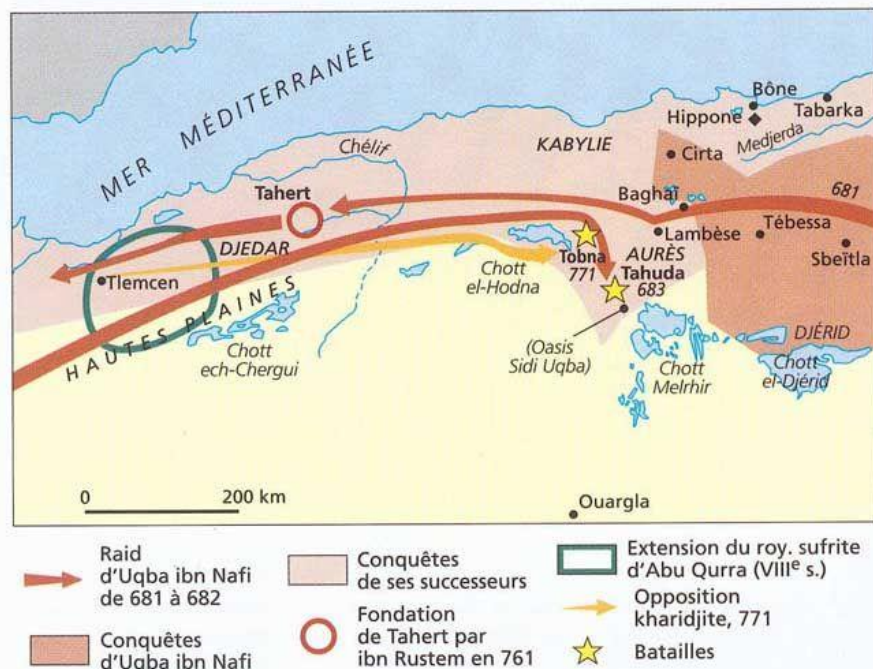 MER MÉDITERRANÉE
Bône
Hippone
Tabarka
Medjerda
Chélif
KABYLIE
Cirta
Tahert
Baghaï
681
Lambèse
Tébessa
Sbeïtla
DJEDAR
Tlemcen
Tobna
771
AURÈS
Tahuda
683
Chott
el-Hodna
HAUTES PLAINES
Chott
ech-Chergui
(Oasis
Sidi Uqba)
Chott
Melrhir
DJÉRID
Chott
el-Djérid
0 200 km
Ouargla
Raid
d'Uqba ibn Nafi
de 681 à 682
Conquêtes
d'Uqba ibn Nafi
Conquêtes
de ses successeurs
Fondation
de Tahert par
ibn Rustem en 761
Extension du roy. sufrite
d'Abu Qurra (VIIIe s.)
Opposition
kharidjite, 771
Batailles